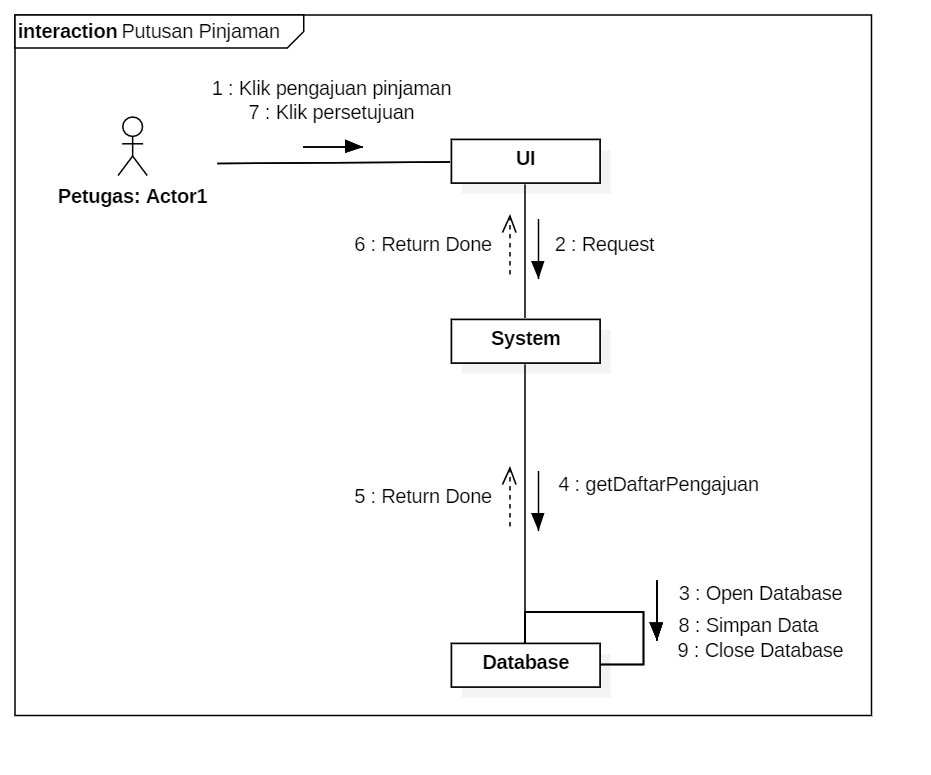 interaction Putusan Pinjaman
1 : Klik pengajuan pinjaman
7 : Klik persetujuan
Petugas: Actor1
UI
6 : Return Done
2 : Request
System
5 : Return Done
4 : getDaftarPengajuan
3 : Open Database
8 : Simpan Data
9 : Close Database
Database